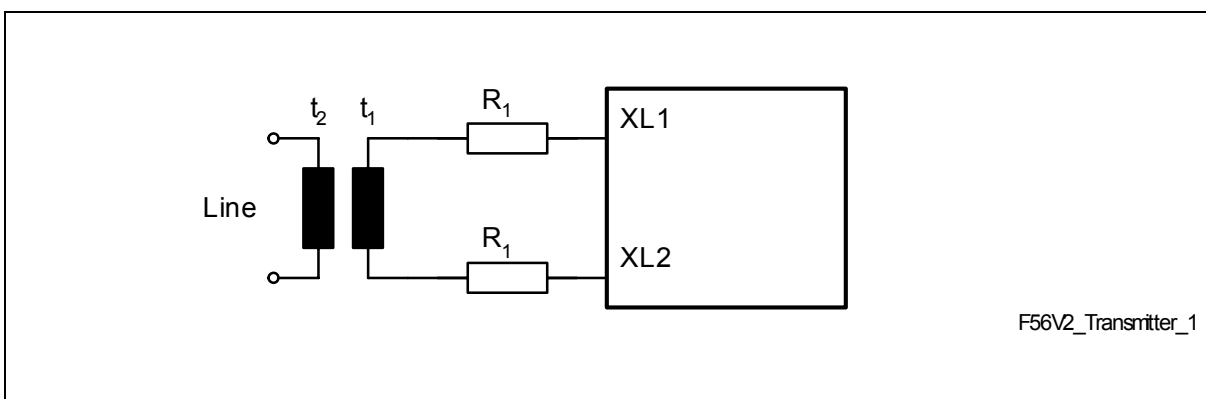 t2 t1
R1
XL1
Line
R1
XL2
F56V2_Transmitter_1